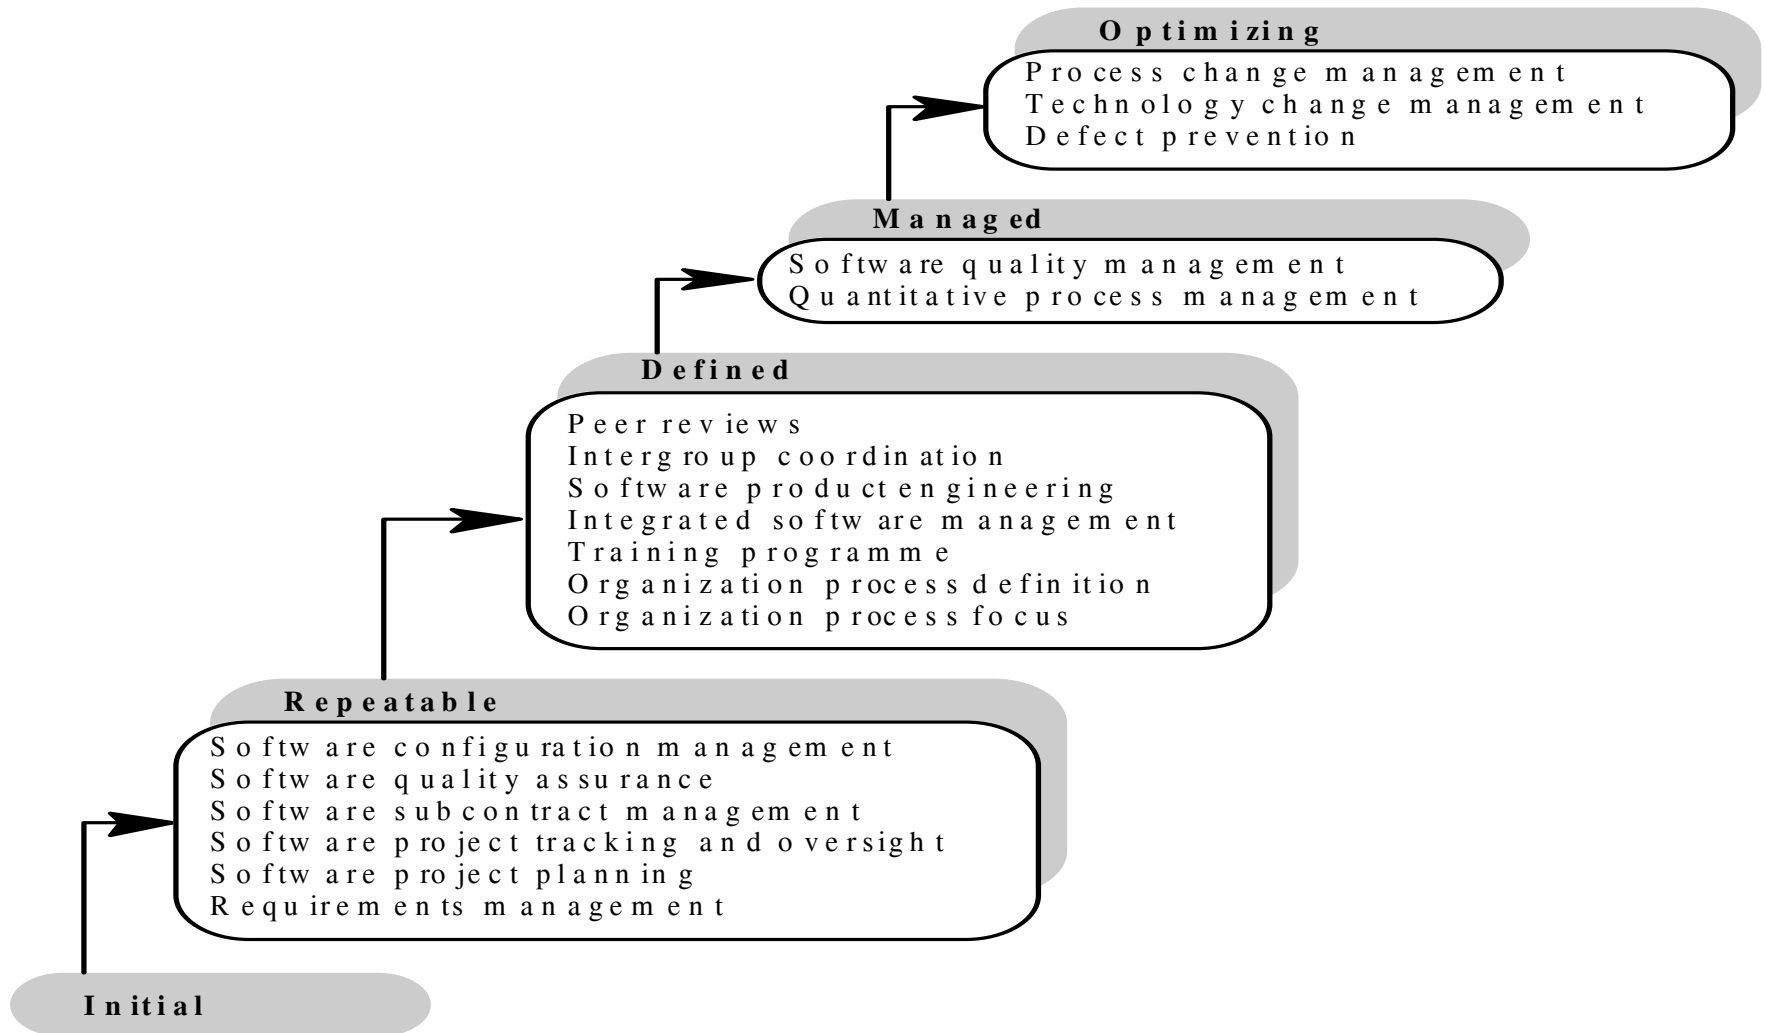 Optimizing
Process change management
Technology change management
Defect prevention
Managed
Software quality management
Quantitative process management
Defined
Peer reviews
Intergroup coordination
Software product engineering
Integrated software management
Training programme
Organization process definition
Organization process focus
Repeatable
Software configuration management
Software quality assurance
Software subcontract management
Software project tracking and oversight
Software project planning
Requirements management
Initial